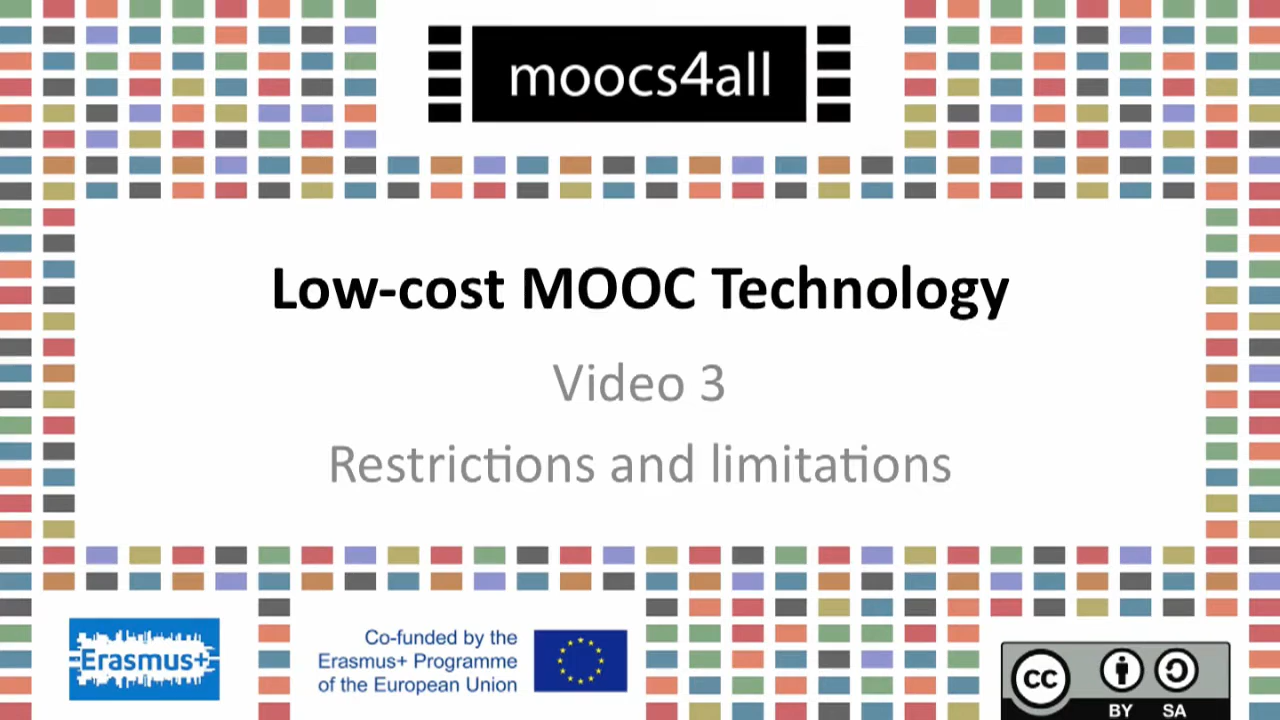 moocs4all
Low-cost MOOC Technology
Video 3
Restrictions and limitations
Erasmus+
Co-funded by the
Erasmus+ Programme
of the European Union
cc
BY SA